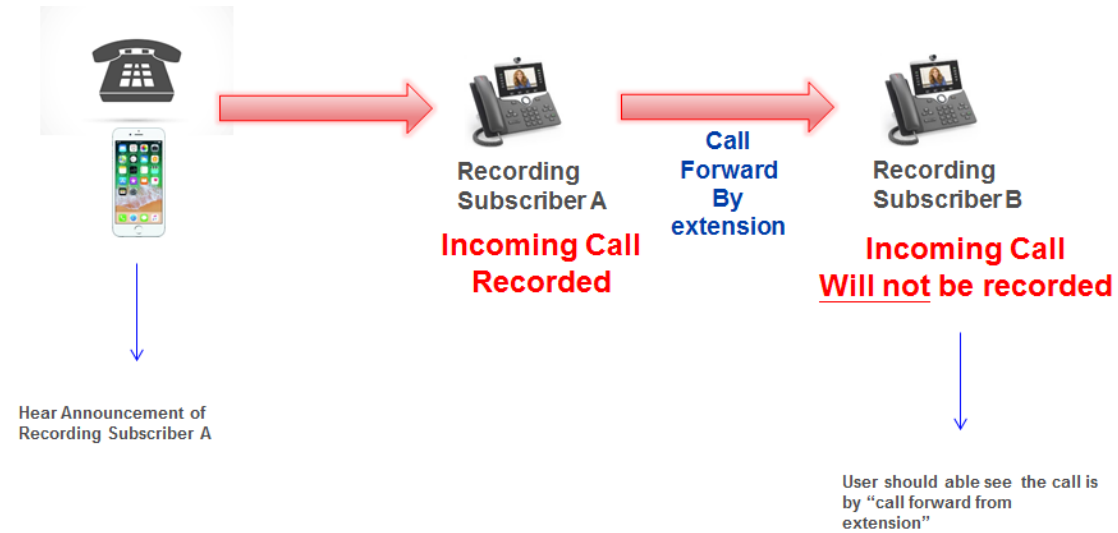 Recording
Subscriber A
Incoming Call
Recorded
Call
Forward
By
extension
Recording
Subscriber B
Incoming Call
Will not be recorded
Hear Announcement of
Recording Subscriber A
User should able see the call is
by “call forward from
extension”